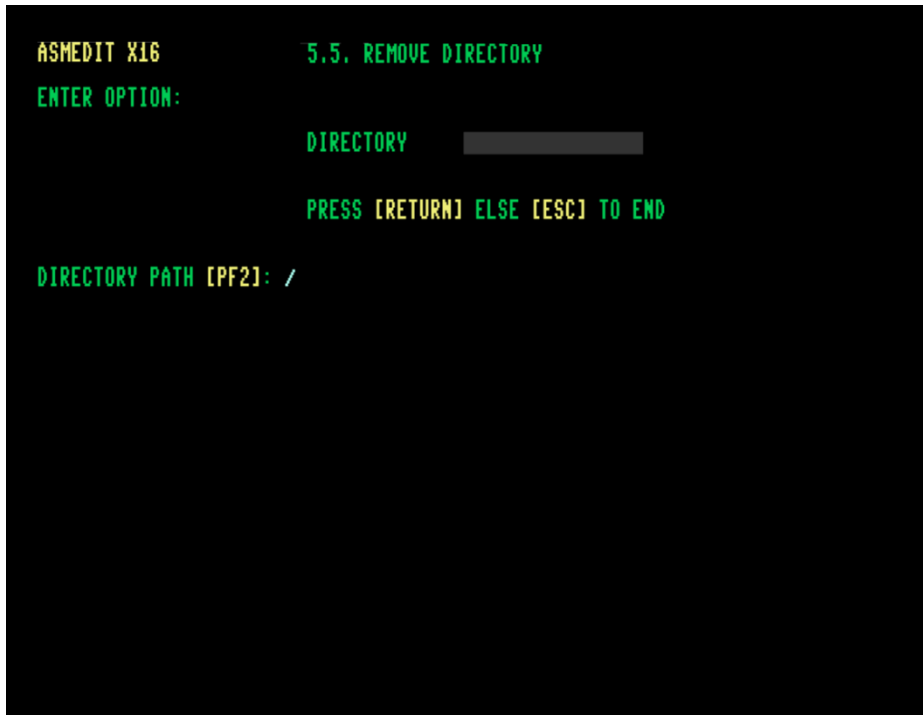 ASMEDIT X16 5.5. REMOVE DIRECTORY
ENTER OPTION:
DIRECTORY
PRESS [RETURN] ELSE [ESC] TO END
DIRECTORY PATH [PF2]: /